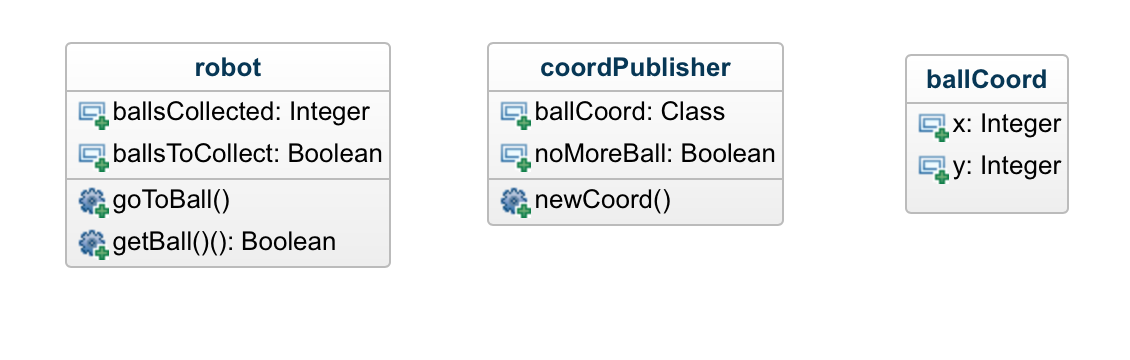 robot
ballsCollected: Integer
ballsToCollect: Boolean
goToBall()
getBall()(): Boolean
coordPublisher
ballCoord: Class
noMoreBall: Boolean
newCoord()
ballCoord
x: Integer
y: Integer